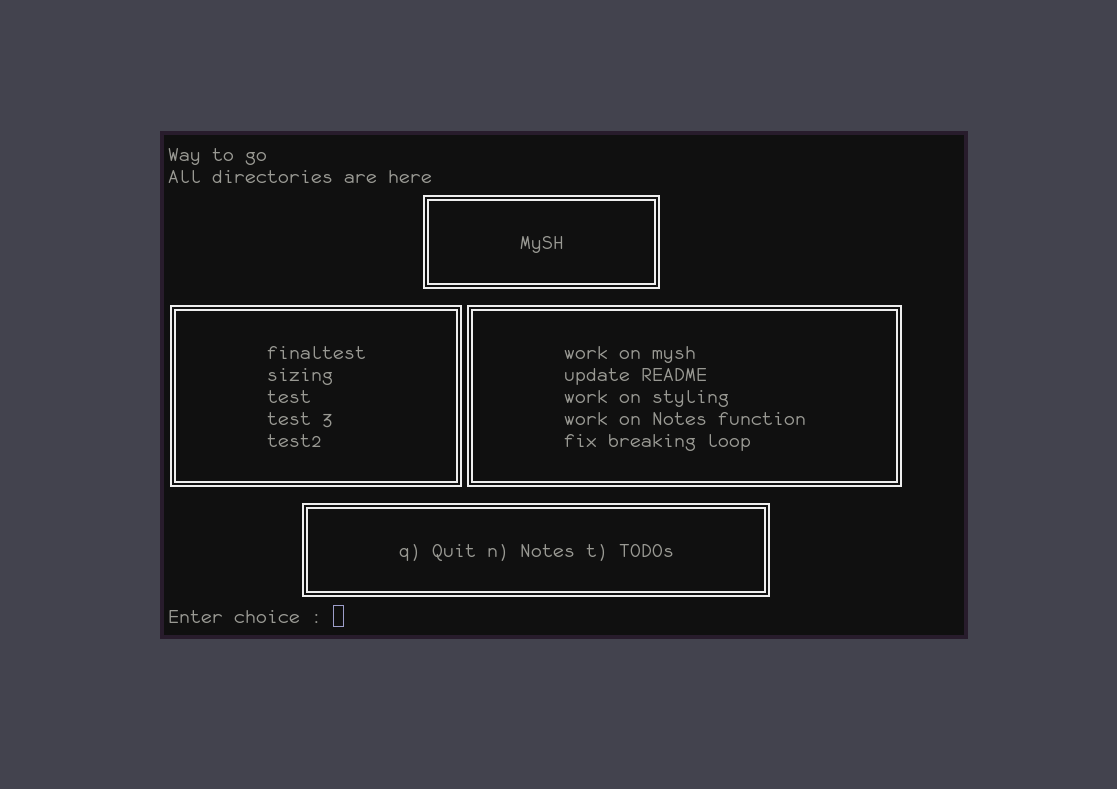 Way to go
All directories are here
MySH
finaltest
sizing
test
test 3
test2
work on mysh
update README
work on styling
work on Notes function
fix breaking loop
q) Quit n) Notes t) TODOs
Enter choice :